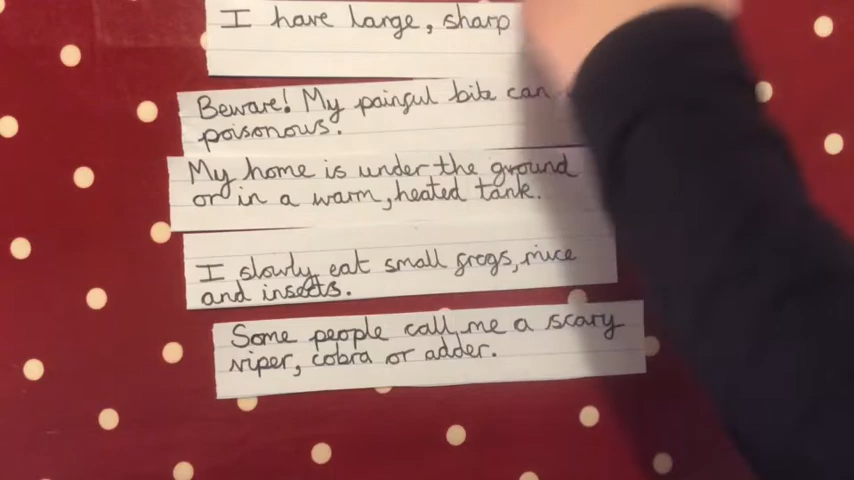 I have large, sharp
Beware! My painful bite can
poisonous.
My home is under the ground
or in a warm, heated tank.
I slowly eat small frogs, mice
and insects.
Some people call me a scary
viper, cobra or adder.